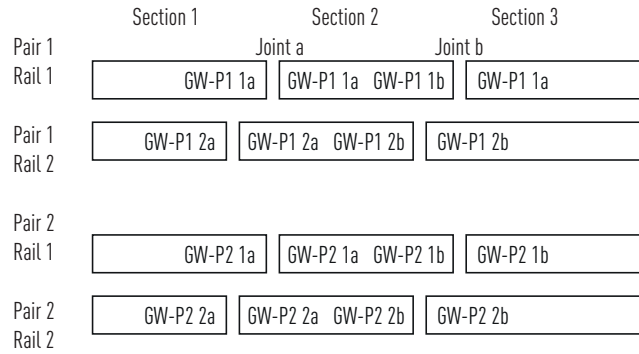 Section 1 Section 2 Section 3
Pair 1 Joint a Joint b
Rail 1 GW-P1 1a GW-P1 1a GW-P1 1b GW-P1 1a
Pair 1
Rail 2 GW-P1 2a GW-P1 2a GW-P1 2b GW-P1 2b
Pair 2
Rail 1 GW-P2 1a GW-P2 1a GW-P2 1b GW-P2 1b
Pair 2
Rail 2 GW-P2 2a GW-P2 2a GW-P2 2b GW-P2 2b